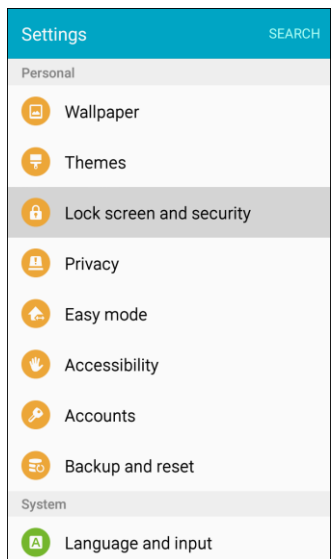 Settings SEARCH
Personal
Wallpaper
Themes
Lock screen and security
Privacy
Easy mode
Accessibility
Accounts
Backup and reset
System
A Language and input